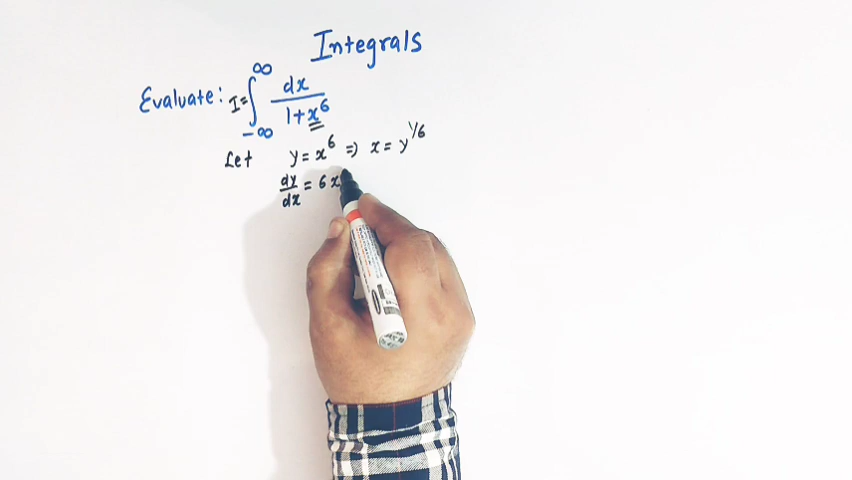 Integrals
Evaluate: I = ∫_{-∞}^{∞} dx / (1+x^6)
Let y = x^6 ⇒ x = y^{1/6}
dy/dx = 6x